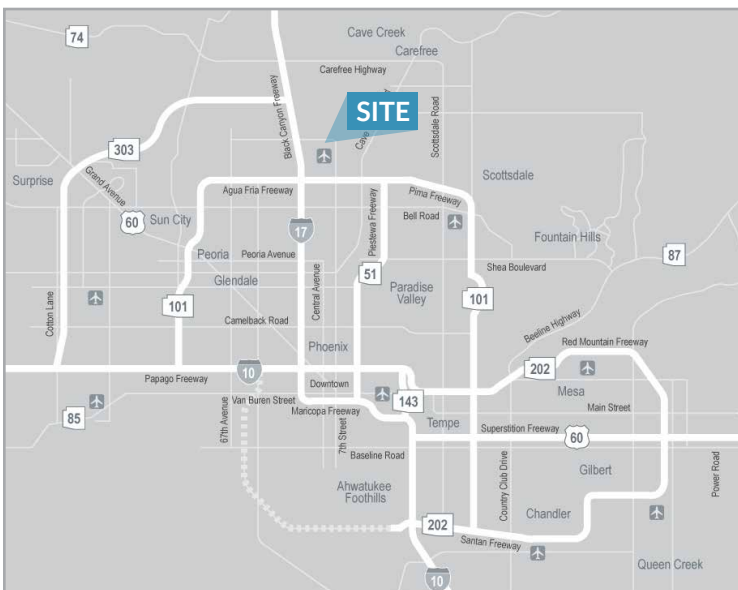 74
Cave Creek
Carefree
Carefree Highway
SITE
Black Canyon Freeway
Cave
Scottsdale Road
303
Surprise
Grand Avenue
60
Sun City
Agua Fria Freeway
Pima Freeway
Scottsdale
Bell Road
17
Piestewa Freeway
Fountain Hills
Peoria
Peoria Avenue
87
Glendale
51
Shea Boulevard
Paradise
Valley
101
101
Cotton Lane
Central Avenue
Camelback Road
Beeline Highway
Phoenix
Red Mountain Freeway
10
202
Papago Freeway
Downtown
Mesa
Van Buren Street
143
Main Street
Maricopa Freeway
85
67th Avenue
7th Street
Tempe
Superstition Freeway
60
Baseline Road
Gilbert
Power Road
Country Club Drive
Ahwatukee
Foothills
Chandler
202
Santan Freeway
Queen Creek
10